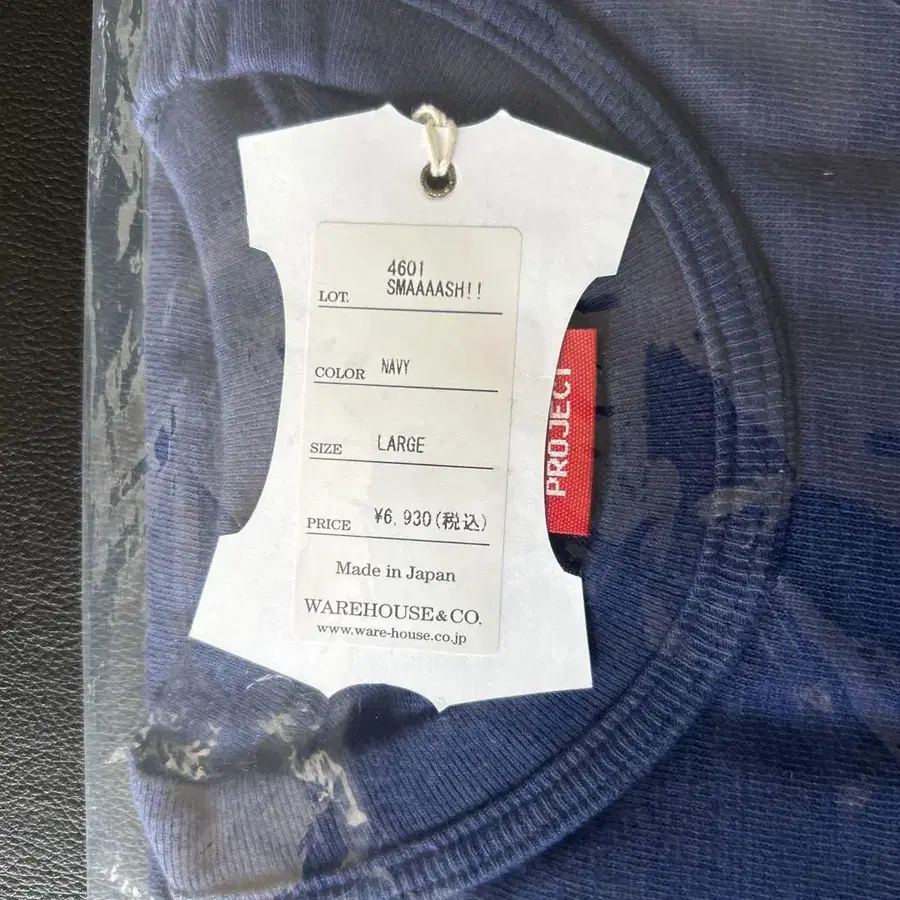 4601
LOT. SMAAAASH!!
COLOR NAVY
SIZE LARGE
PRICE ¥6,930(税込)
Made in Japan
WAREHOUSE & CO.
www.ware-house.co.jp
PROJECT